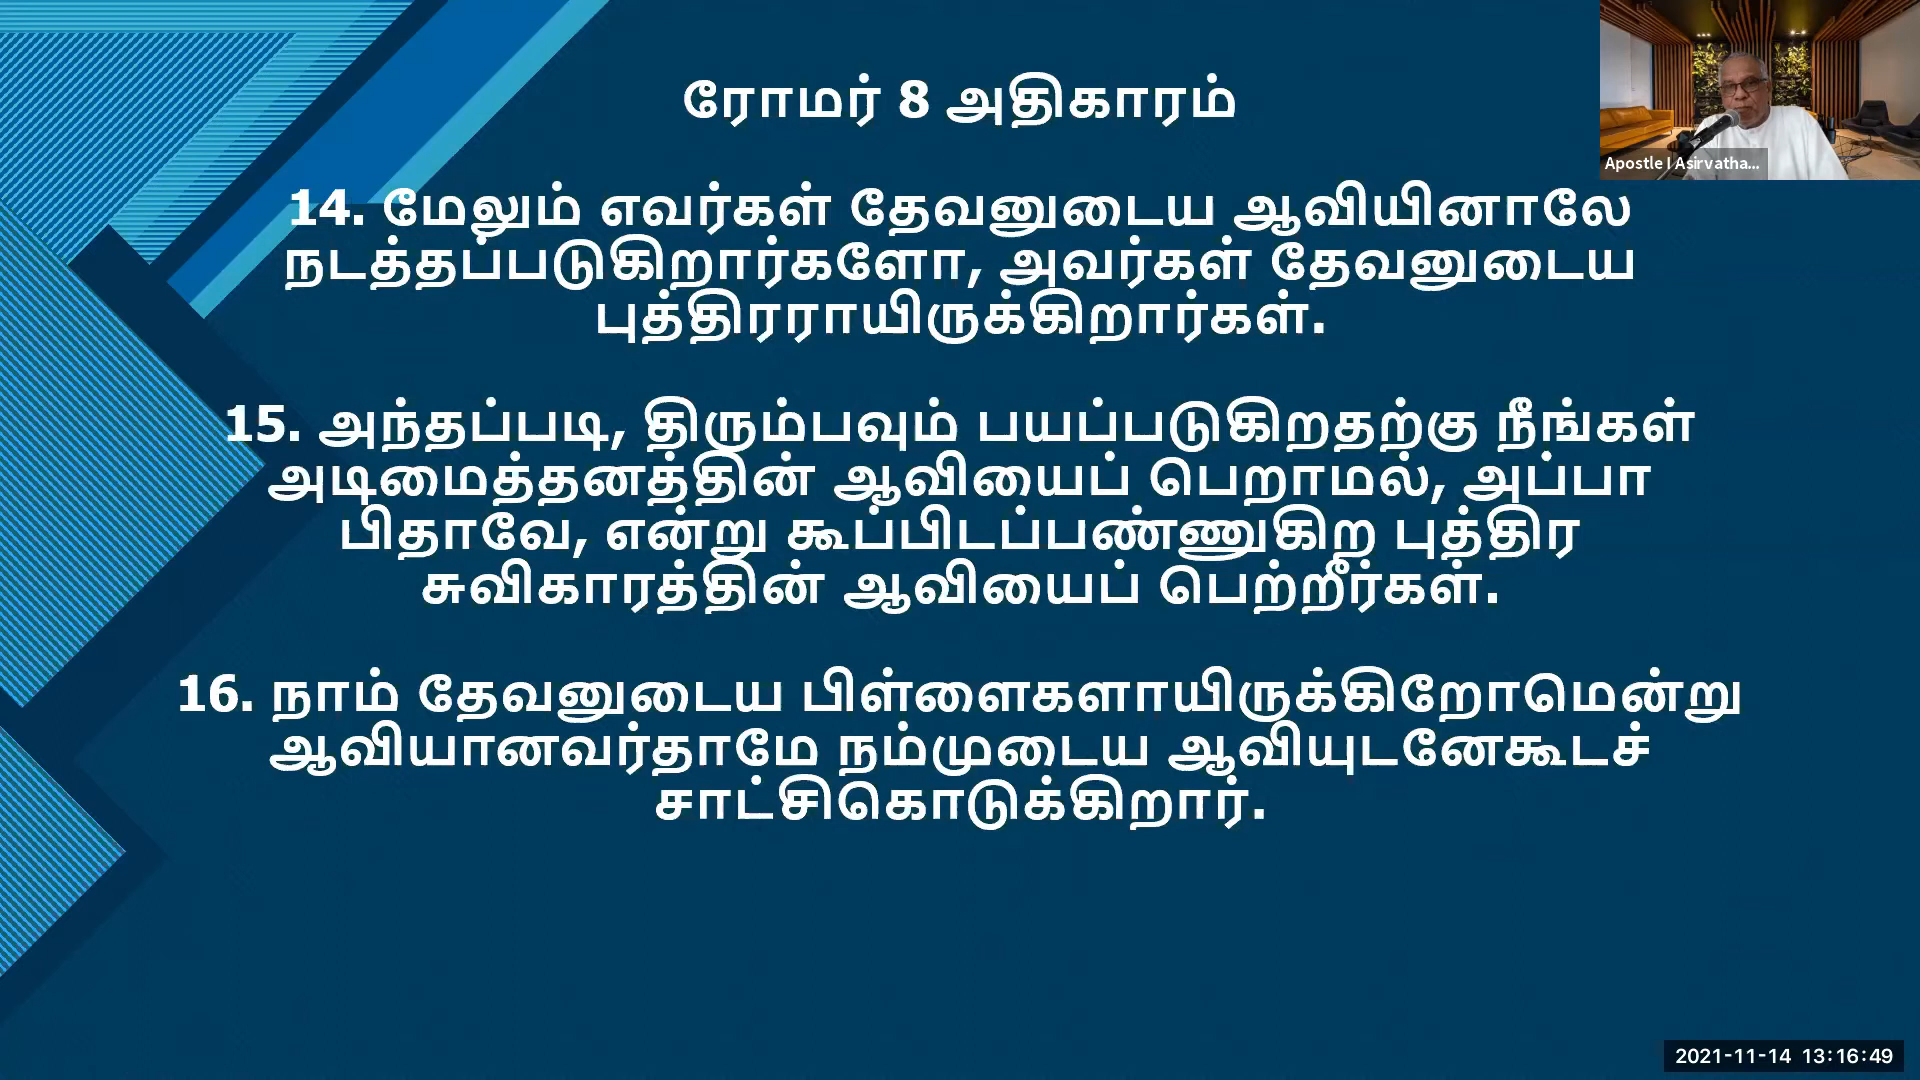 ரோமர் 8 அதிகாரம்
Apostle I Asirvatha...
14. மேலும் எவர்கள் தேவனுடைய ஆவியினாலே
நடத்தப்படுகிறார்களோ, அவர்கள் தேவனுடைய
புத்திரராயிருக்கிறார்கள்.
15. அந்தப்படி, திரும்பவும் பயப்படுகிறதற்கு நீங்கள்
அடிமைத்தனத்தின் ஆவியைப் பெறாமல், அப்பா
பிதாவே, என்று கூப்பிடப்பண்ணுகிற புத்திர
சுவிகாரத்தின் ஆவியைப் பெற்றீர்கள்.
16. நாம் தேவனுடைய பிள்ளைகளாயிருக்கிறோமென்று
ஆவியானவர்தாமே நம்முடைய ஆவியுடனேகூடச்
சாட்சிகொடுக்கிறார்.
2021-11-14 13:16:49